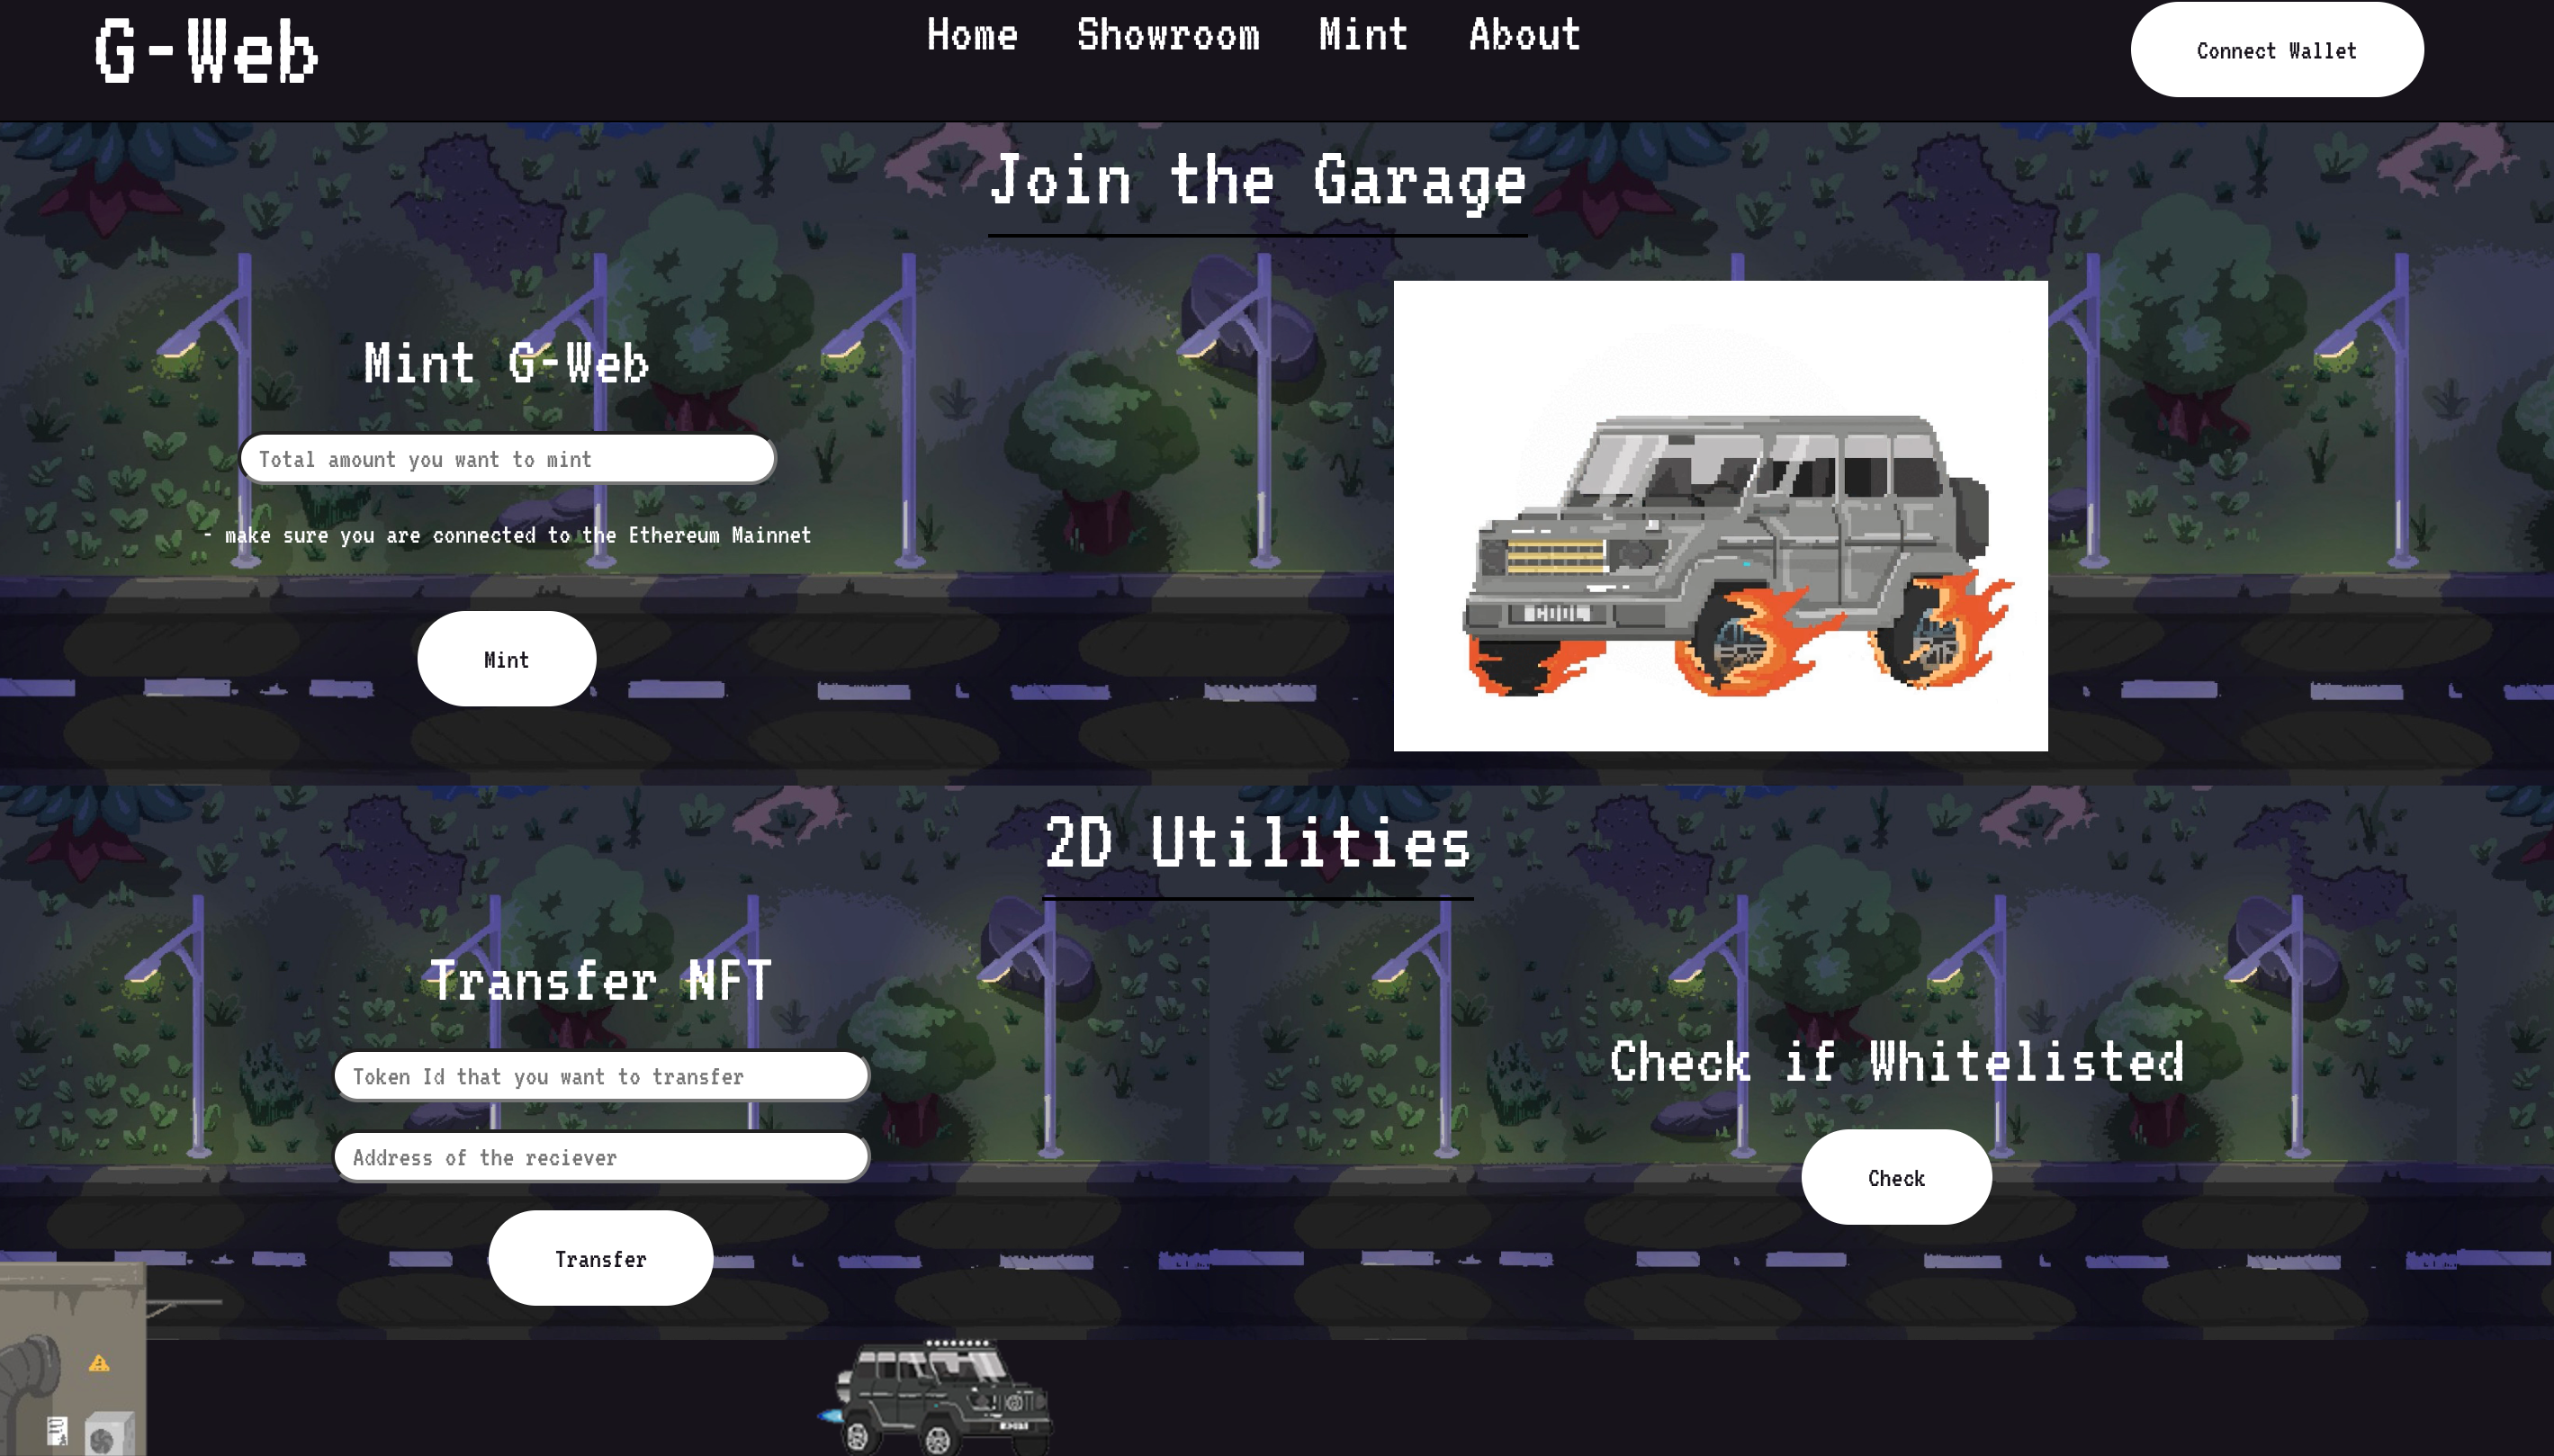 G-Web
Home Showroom Mint About
Connect Wallet
Join the Garage
Mint G-Web
Total amount you want to mint
- make sure you are connected to the Ethereum Mainnet
Mint
COOL
2D Utilities
Transfer NFT
Token Id that you want to transfer
Address of the reciever
Transfer
Check if Whitelisted
Check